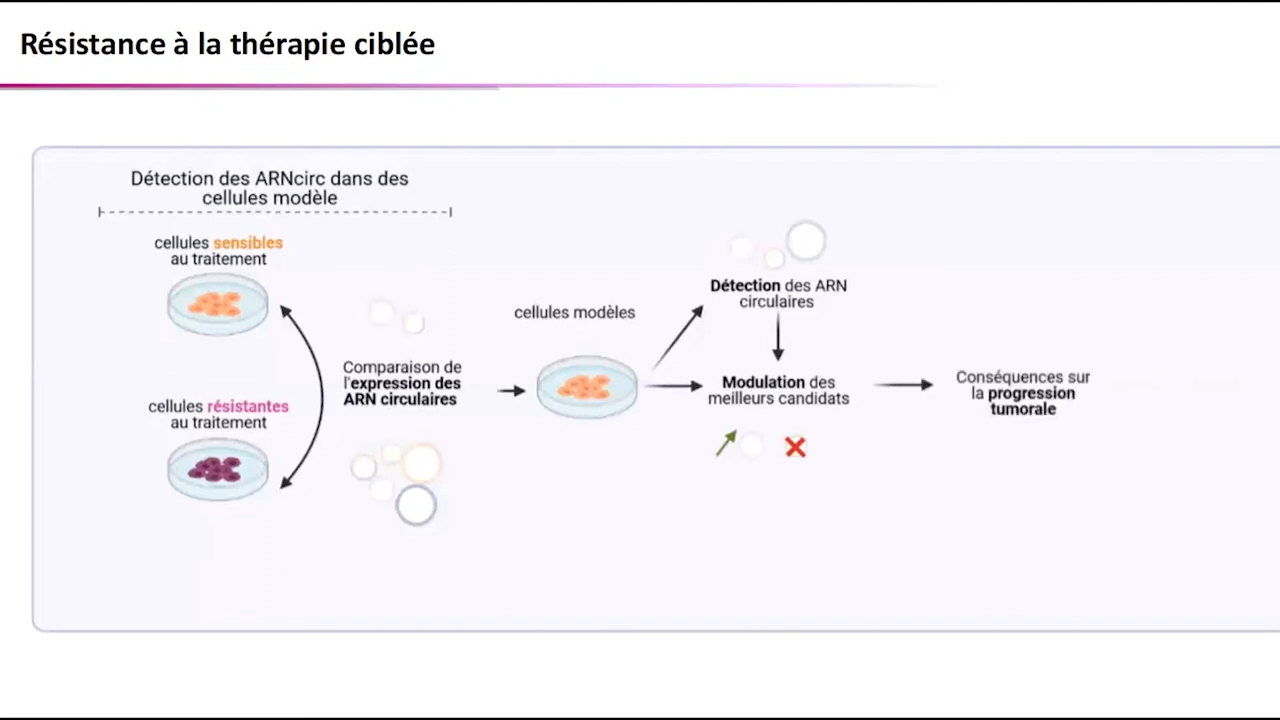 Résistance à la thérapie ciblée
Détection des ARNcirc dans des
cellules modèle
cellules sensibles
au traitement
cellules résistantes
au traitement
Comparaison de
l'expression des
ARN circulaires
cellules modèles
Détection des ARN
circulaires
Modulation des
meilleurs candidats
Conséquences sur
la progression
tumorale